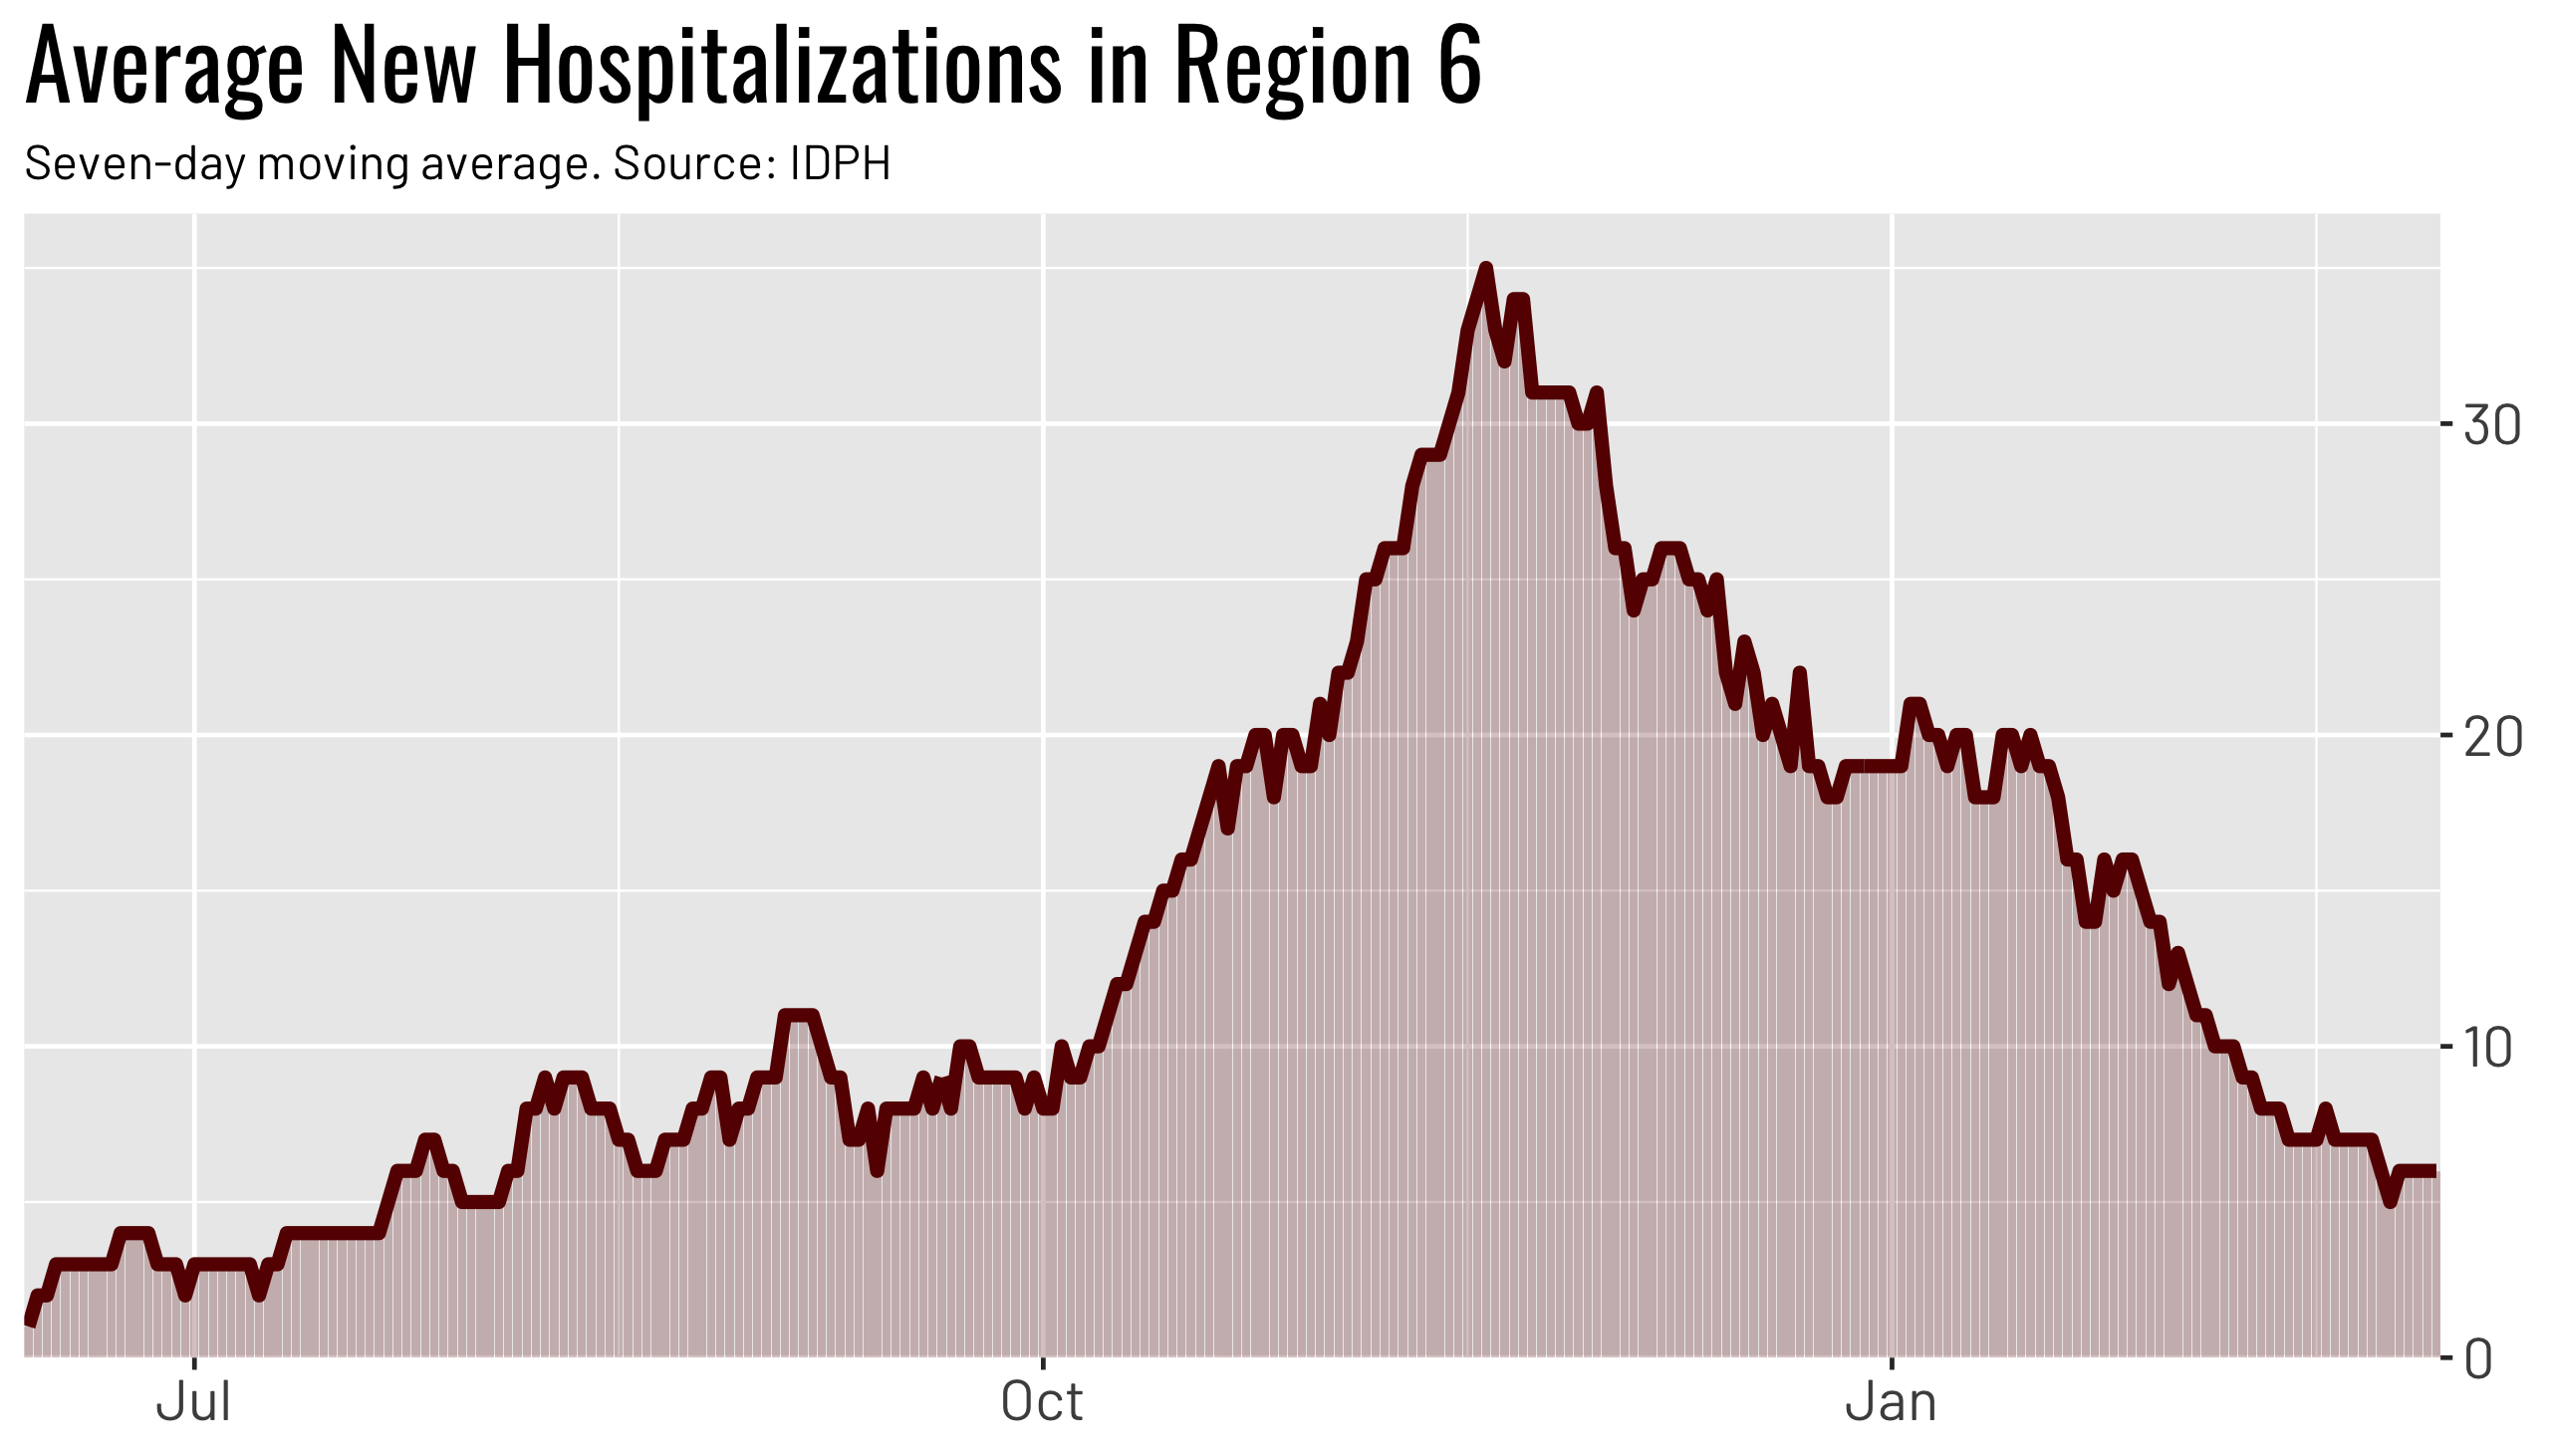 Average New Hospitalizations in Region 6
Seven-day moving average. Source: IDPH
30
20
10
0
Jul Oct Jan